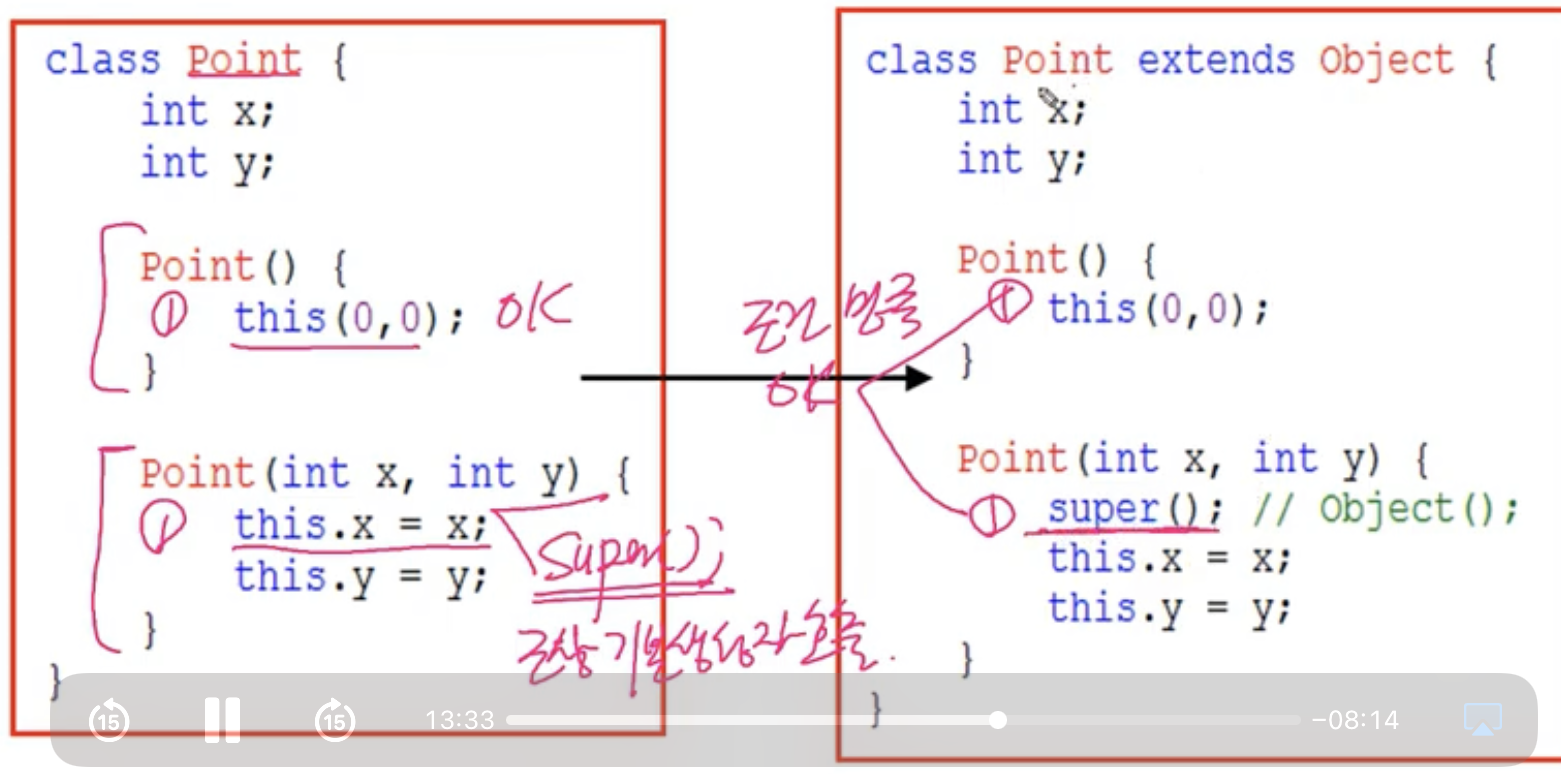 class Point {
int x;
int y;
Point() {
① this(0,0); OK
}
Point(int x, int y) {
① this.x = x;
super();
this.y = y;
조상 기본생성자 호출.
}
}
조건 만족
OK
class Point extends Object {
int x;
int y;
Point() {
① this(0,0);
}
Point(int x, int y) {
① super(); // Object();
this.x = x;
this.y = y;
}
}
15
15
13:33
−08:14